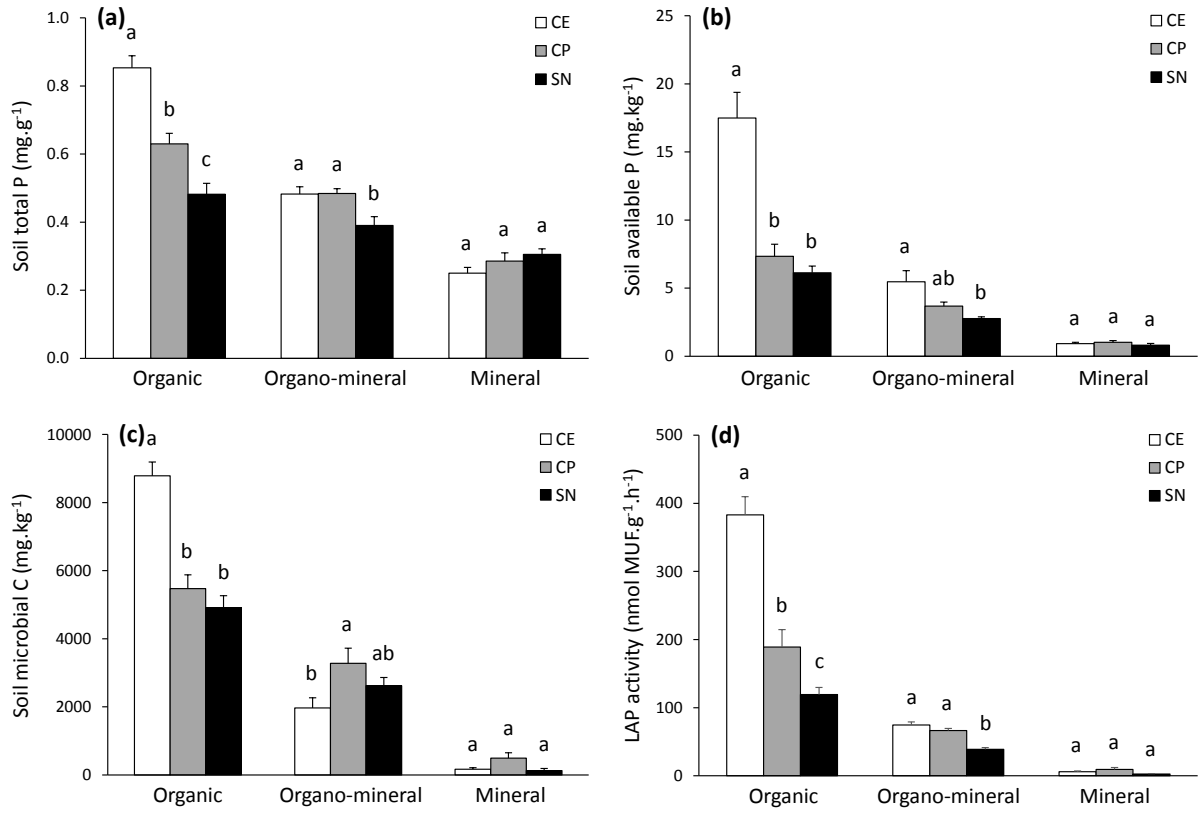 (a)
Soil total P (mg.g⁻¹)
1.0
0.8
0.6
0.4
0.2
0.0
CE
CP
SN
a
b
c
a
a
b
a
a
a
Organic
Organo-mineral
Mineral
(b)
Soil available P (mg.kg⁻¹)
25
20
15
10
5
0
CE
CP
SN
a
b
b
a
ab
b
a
a
a
Organic
Organo-mineral
Mineral
(c)
Soil microbial C (mg.kg⁻¹)
10000
8000
6000
4000
2000
0
CE
CP
SN
a
b
b
b
a
ab
a
a
a
Organic
Organo-mineral
Mineral
(d)
LAP activity (nmol MUF.g⁻¹.h⁻¹)
500
400
300
200
100
0
CE
CP
SN
a
b
c
a
a
b
a
a
a
Organic
Organo-mineral
Mineral